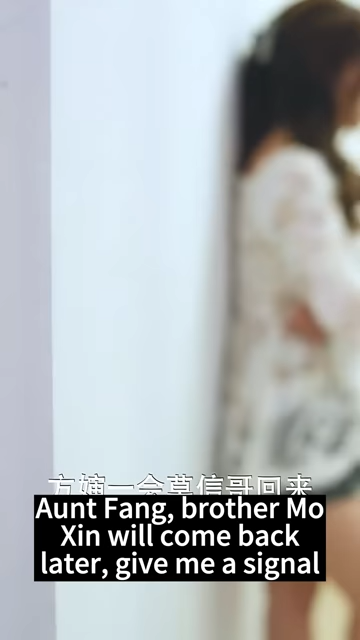 方婶一会莫信哥回来
Aunt Fang, brother Mo
Xin will come back
later, give me a signal